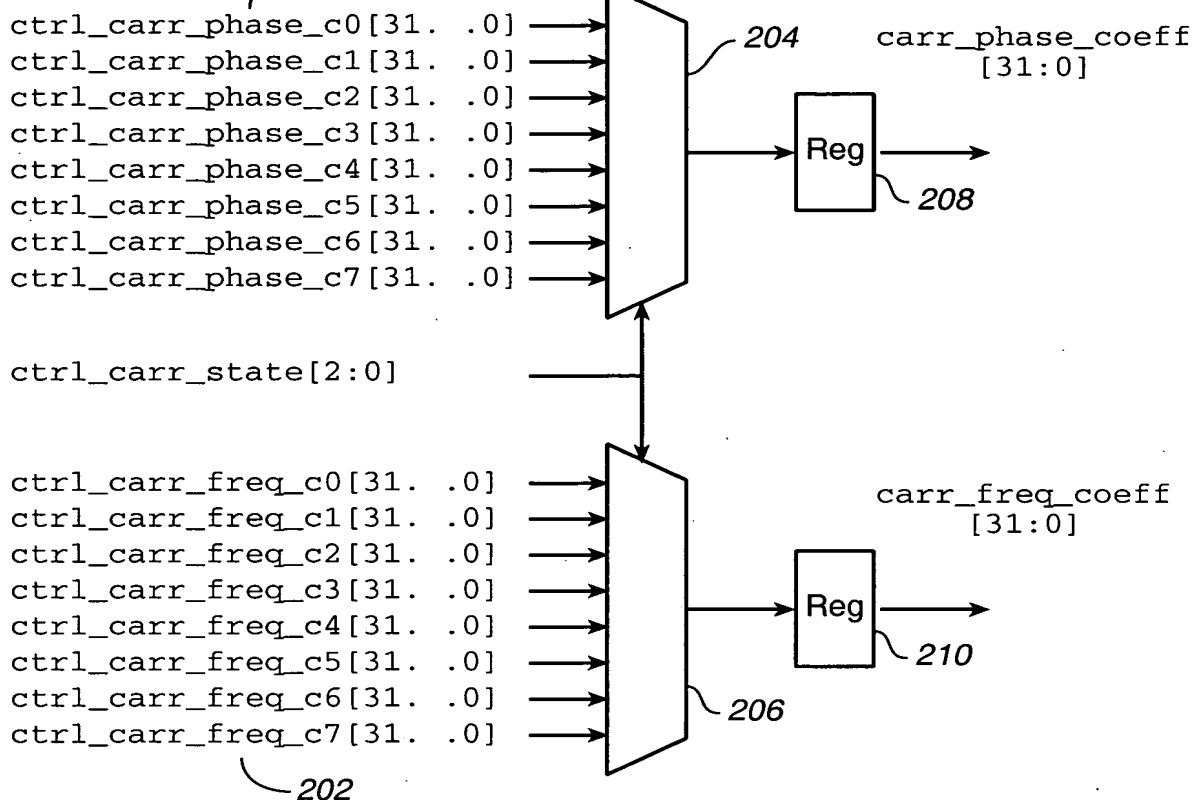 ctrl_carr_phase_c0[31. .0]
ctrl_carr_phase_c1[31. .0]
ctrl_carr_phase_c2[31. .0]
ctrl_carr_phase_c3[31. .0]
ctrl_carr_phase_c4[31. .0]
ctrl_carr_phase_c5[31. .0]
ctrl_carr_phase_c6[31. .0]
ctrl_carr_phase_c7[31. .0]
204
carr_phase_coeff
[31:0]
Reg
208
ctrl_carr_state[2:0]
ctrl_carr_freq_c0[31. .0]
ctrl_carr_freq_c1[31. .0]
ctrl_carr_freq_c2[31. .0]
ctrl_carr_freq_c3[31. .0]
ctrl_carr_freq_c4[31. .0]
ctrl_carr_freq_c5[31. .0]
ctrl_carr_freq_c6[31. .0]
ctrl_carr_freq_c7[31. .0]
202
206
carr_freq_coeff
[31:0]
Reg
210